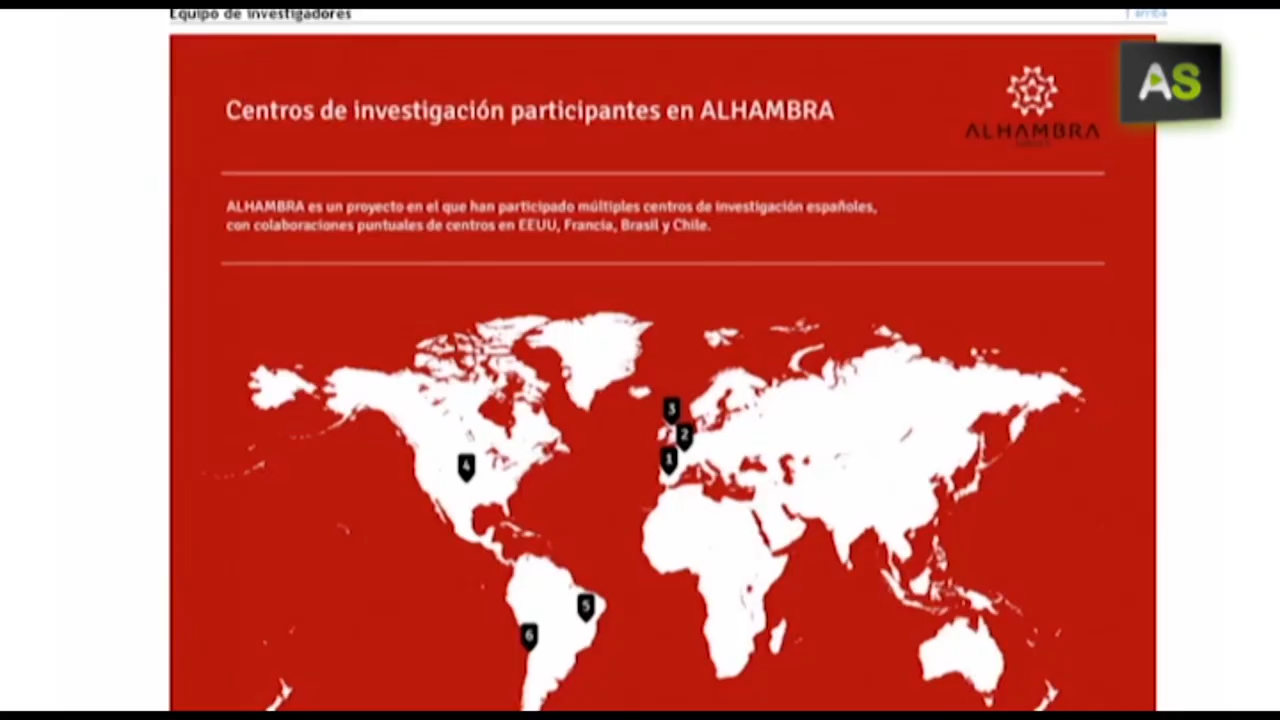 Equipo de investigadores
↑ arriba
AS
Centros de investigación participantes en ALHAMBRA
ALHAMBRA
ALHAMBRA es un proyecto en el que han participado múltiples centros de investigación españoles,
con colaboraciones puntuales de centros en EEUU, Francia, Brasil y Chile.
3
2
1
4
5
6